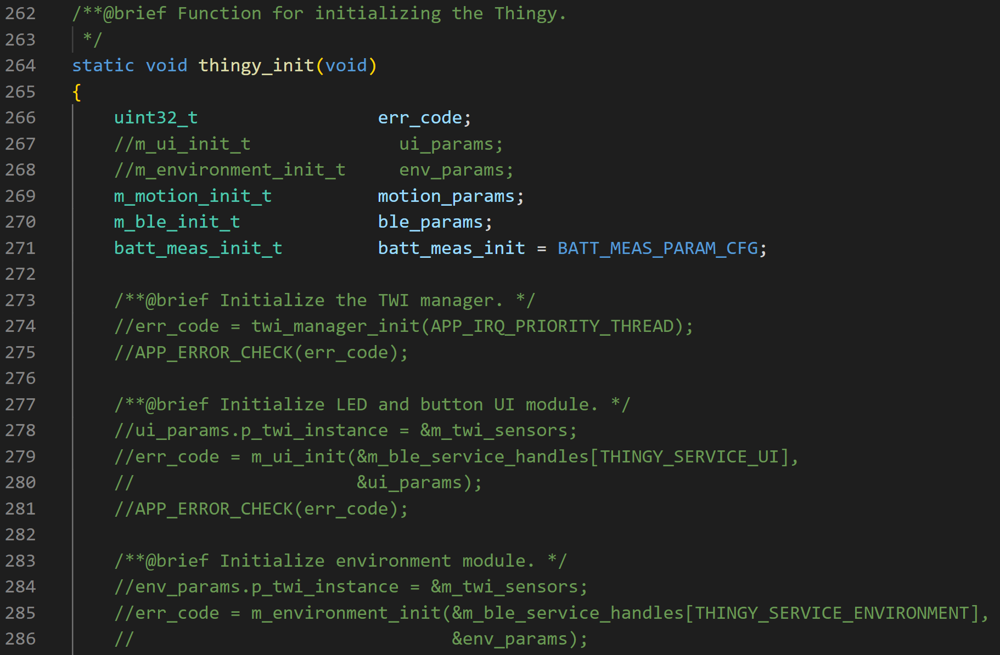 262 /**@brief Function for initializing the Thingy.
263  */
264 static void thingy_init(void)
265 {
266     uint32_t                 err_code;
267     //m_ui_init_t              ui_params;
268     //m_environment_init_t     env_params;
269     m_motion_init_t          motion_params;
270     m_ble_init_t             ble_params;
271     batt_meas_init_t         batt_meas_init = BATT_MEAS_PARAM_CFG;
272
273     /**@brief Initialize the TWI manager. */
274     //err_code = twi_manager_init(APP_IRQ_PRIORITY_THREAD);
275     //APP_ERROR_CHECK(err_code);
276
277     /**@brief Initialize LED and button UI module. */
278     //ui_params.p_twi_instance = &m_twi_sensors;
279     //err_code = m_ui_init(&m_ble_service_handles[THINGY_SERVICE_UI],
280     //                     &ui_params);
281     //APP_ERROR_CHECK(err_code);
282
283     /**@brief Initialize environment module. */
284     //env_params.p_twi_instance = &m_twi_sensors;
285     //err_code = m_environment_init(&m_ble_service_handles[THINGY_SERVICE_ENVIRONMENT],
286     //                              &env_params);